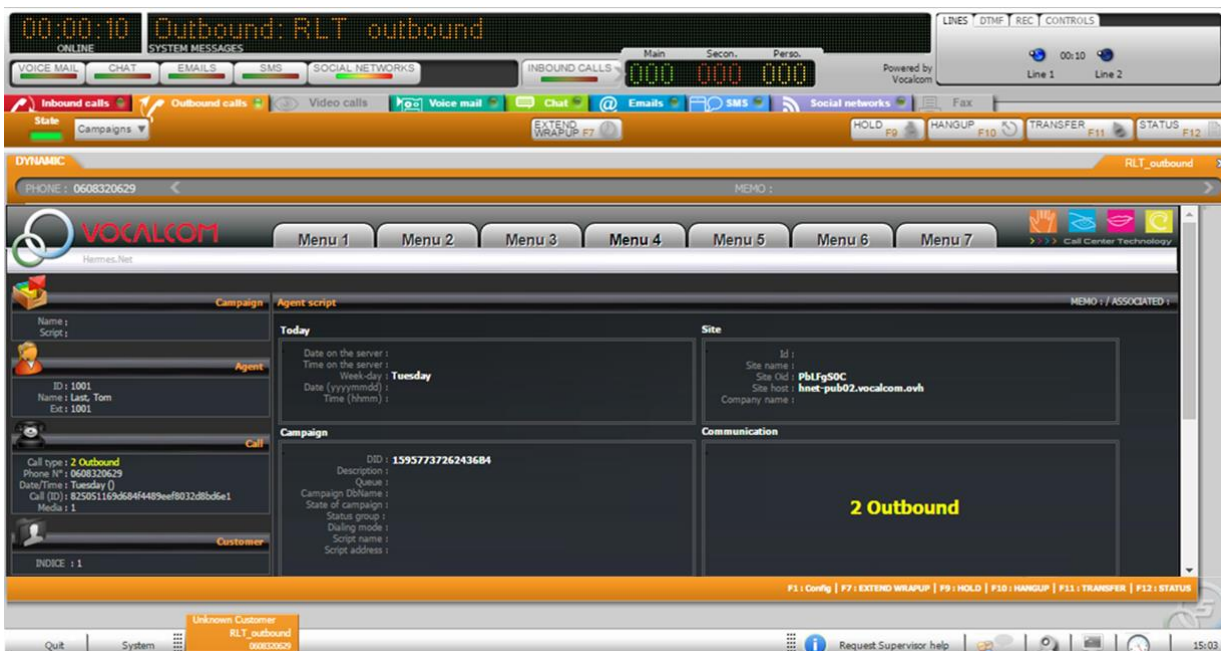 00:00:10 Outbound: RLT outbound
LINES DTMF REC CONTROLS
ONLINE SYSTEM MESSAGES
Main Secon. Perso.
00:10
VOICE MAIL CHAT EMAILS SMS SOCIAL NETWORKS INBOUND CALLS 000 000 000
Powered by Vocalcom
Line 1 Line 2
Inbound calls Outbound calls Video calls Voice mail Chat Emails SMS Social networks Fax
State
Campaigns EXTEND WRAPUP F7 HOLD F9 HANGUP F10 TRANSFER F11 STATUS F12
DYNAMIC RLT_outbound
PHONE : 0608320629 MEMO :
VOCALCOM
Menu 1 Menu 2 Menu 3 Menu 4 Menu 5 Menu 6 Menu 7
>>>> Call Center Technology
Hermes.Net
Campaign
Name :
Script :
Agent
ID : 1001
Name : Last, Tom
Ext : 1001
Call
Call type : 2 Outbound
Phone N° : 0608320629
Date/Time : Tuesday ()
Call (ID) : 825051169d684f4489eef8032d8bd6e1
Media : 1
Customer
INDICE : 1
Agent script MEMO : / ASSOCIATED :
Today
Date on the server :
Time on the server :
Week-day : Tuesday
Date (yyyymmdd) :
Time (hhmm) :
Site
Id :
Site name :
Site Oid : PbLFgS0C
Site host : hnet-pub02.vocalcom.ovh
Company name :
Campaign
DID : 15957737262436B4
Description :
Queue :
Campaign DbName :
State of campaign :
Status group :
Dialing mode :
Script name :
Script address :
Communication
2 Outbound
F1 : Config | F7 : EXTEND WRAPUP | F9 : HOLD | F10 : HANGUP | F11 : TRANSFER | F12 : STATUS
Unknown Customer
RLT_outbound
0608320629
Quit System Request Supervisor help 15:03